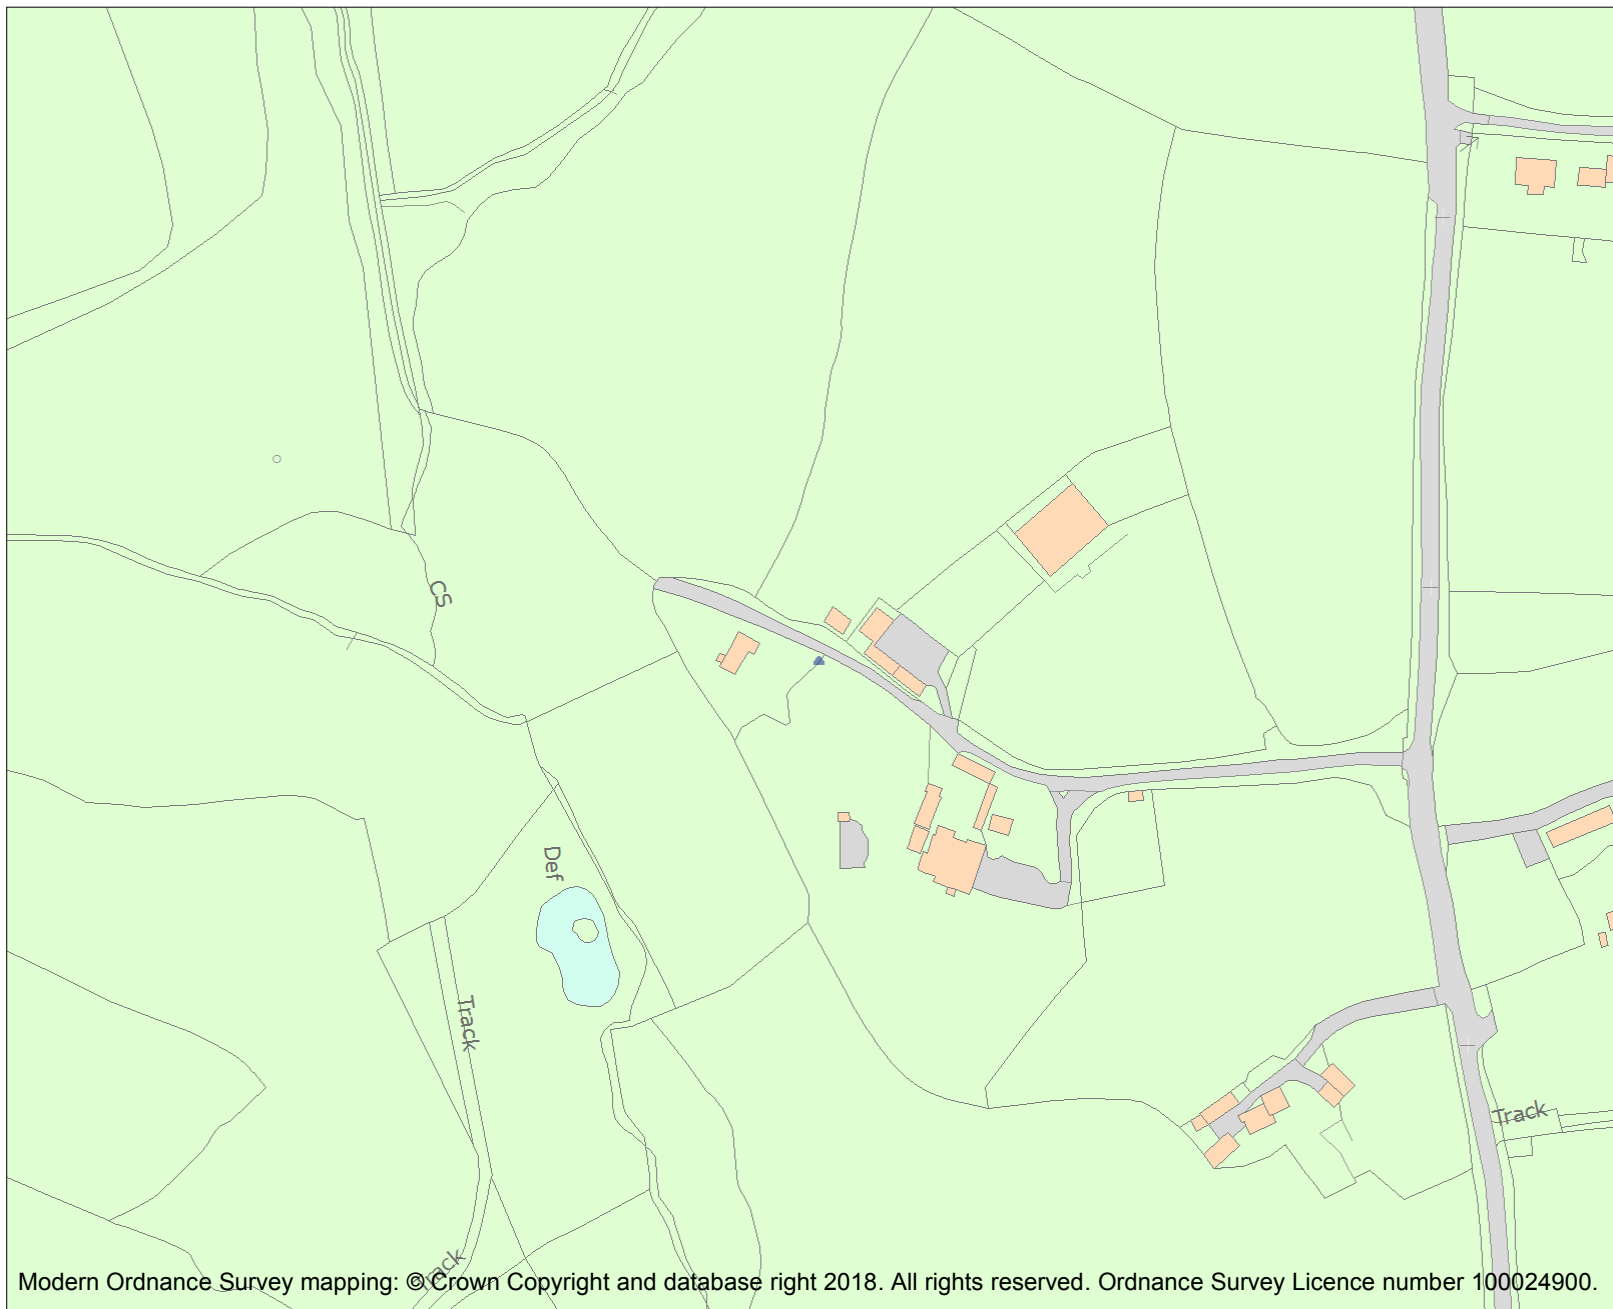 CS
Def
Track
Track
Track
Modern Ordnance Survey mapping: © Crown Copyright and database right 2018. All rights reserved. Ordnance Survey Licence number 100024900.